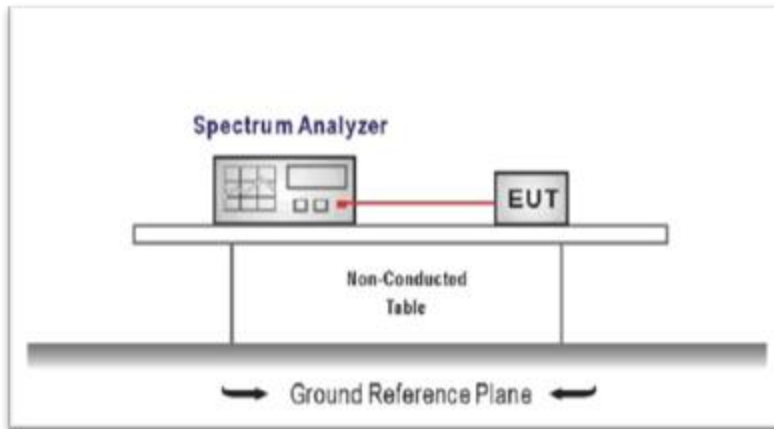 Spectrum Analyzer
EUT
Non-Conducted
Table
Ground Reference Plane